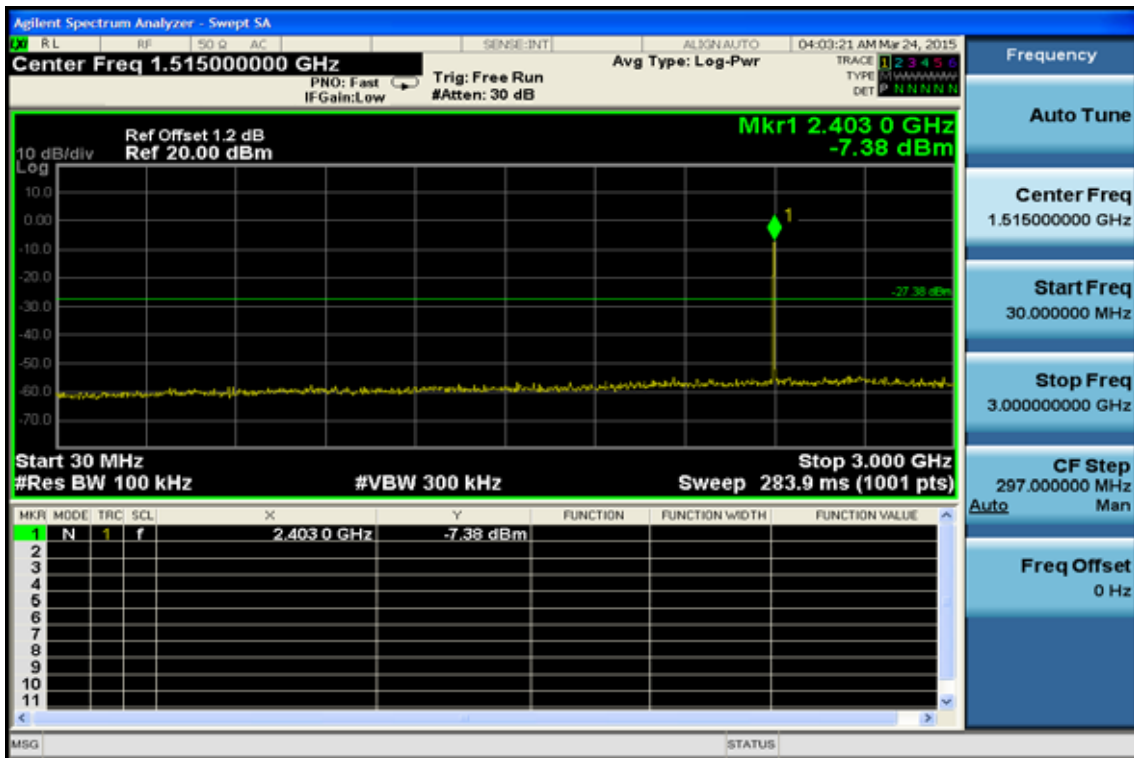 Agilent Spectrum Analyzer - Swept SA
LXI RL RF 50 Ω AC SENSE:INT ALIGN AUTO 04:03:21 AM Mar 24, 2015
Center Freq 1.515000000 GHz
PNO: Fast
IFGain:Low
Trig: Free Run
#Atten: 30 dB
Avg Type: Log-Pwr
TRACE 1 2 3 4 5 6
TYPE M WWWWW
DET P N N N N N
Mkr1 2.403 0 GHz
-7.38 dBm
Ref Offset 1.2 dB
10 dB/div Ref 20.00 dBm
Log
10.0
0.00
-10.0
-20.0
-30.0
-40.0
-50.0
-60.0
-70.0
1
-27.38 dBm
Start 30 MHz Stop 3.000 GHz
#Res BW 100 kHz #VBW 300 kHz Sweep 283.9 ms (1001 pts)
MKR MODE TRC SCL X Y FUNCTION FUNCTION WIDTH FUNCTION VALUE
1 N 1 f 2.403 0 GHz -7.38 dBm
2
3
4
5
6
7
8
9
10
11
MSG STATUS
Frequency
Auto Tune
Center Freq
1.515000000 GHz
Start Freq
30.000000 MHz
Stop Freq
3.000000000 GHz
CF Step
297.000000 MHz
Auto Man
Freq Offset
0 Hz